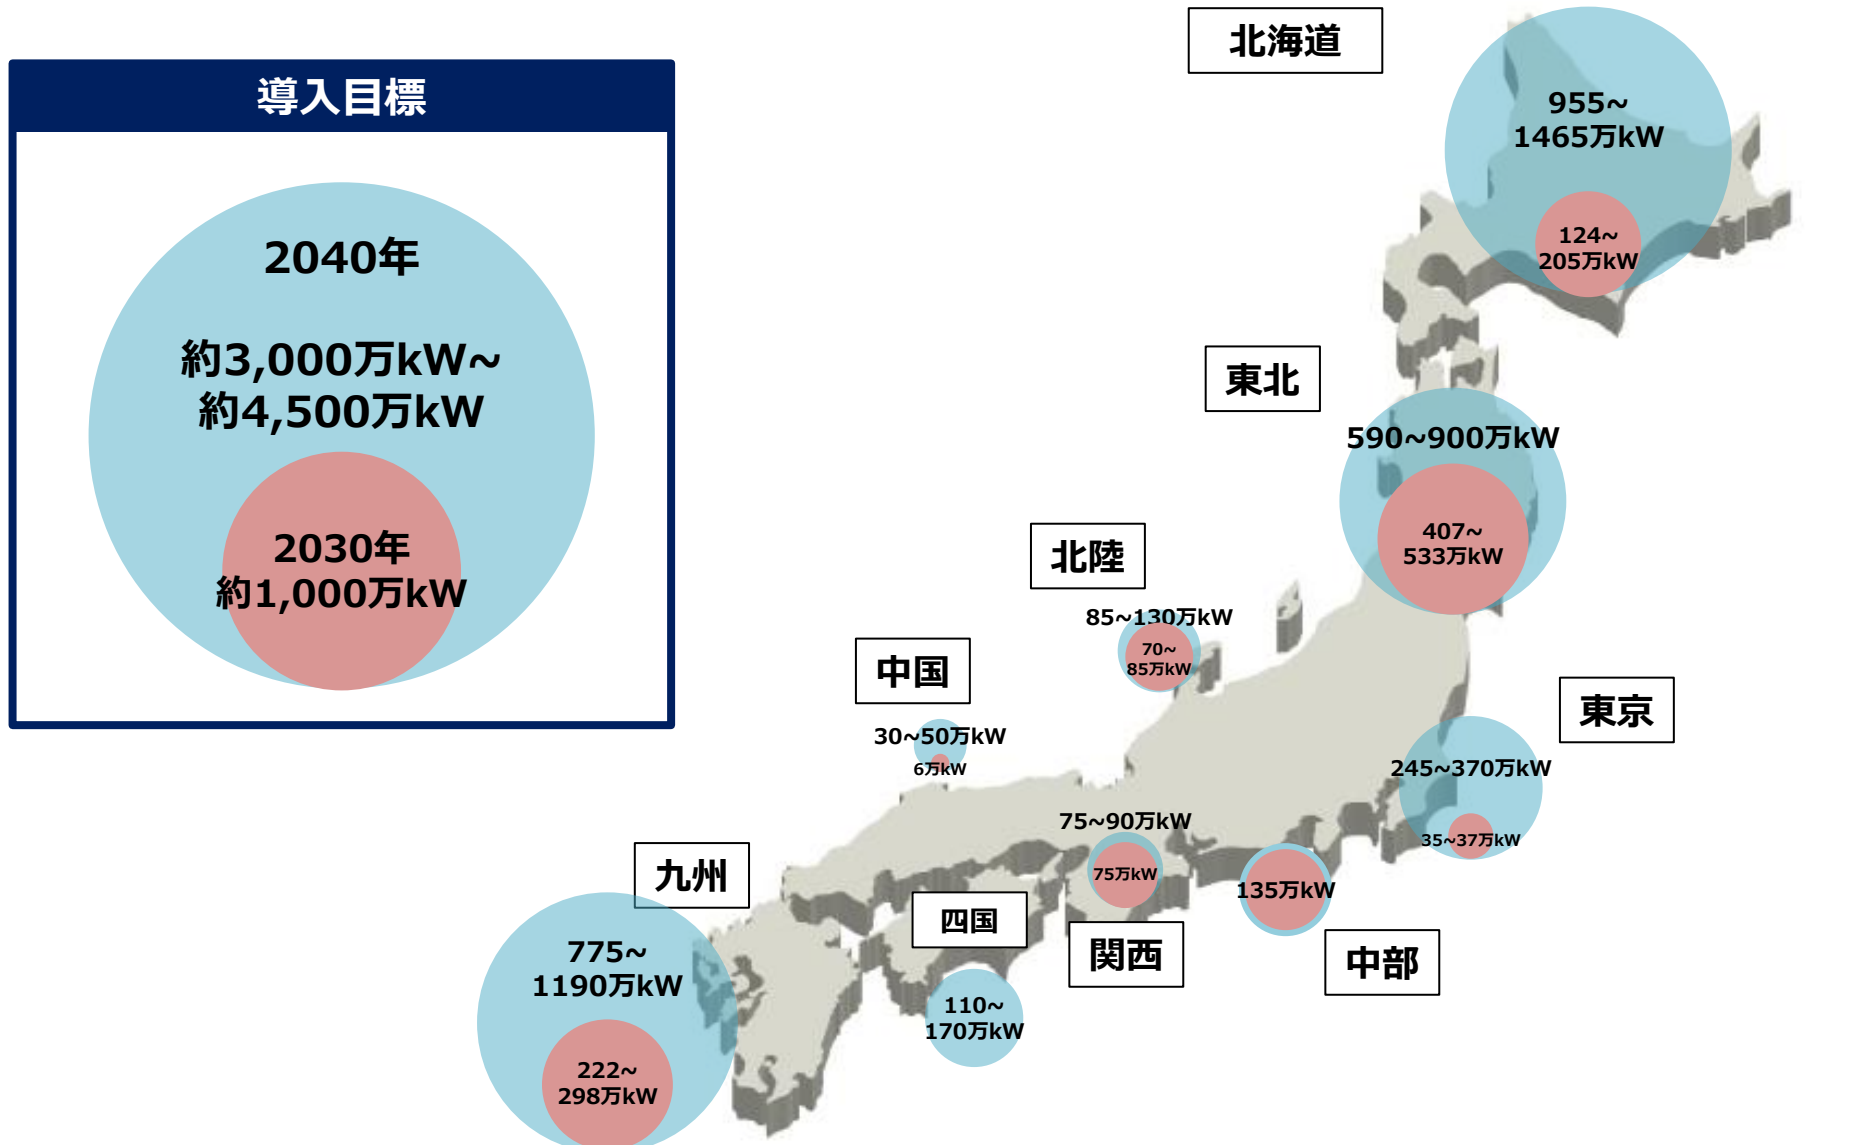 導入目標
2040年
約3,000万kW~
約4,500万kW
2030年
約1,000万kW
北海道
955~
1465万kW
124~
205万kW
東北
590~900万kW
407~
533万kW
北陸
85~130万kW
70~
85万kW
中国
30~50万kW
6万kW
東京
245~370万kW
35~37万kW
75~90万kW
75万kW
関西
135万kW
中部
四国
110~
170万kW
九州
775~
1190万kW
222~
298万kW